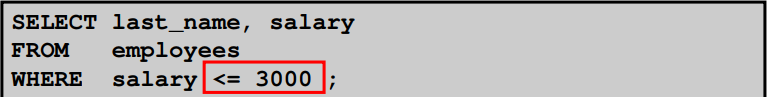 SELECT last_name, salary
FROM   employees
WHERE  salary <= 3000 ;